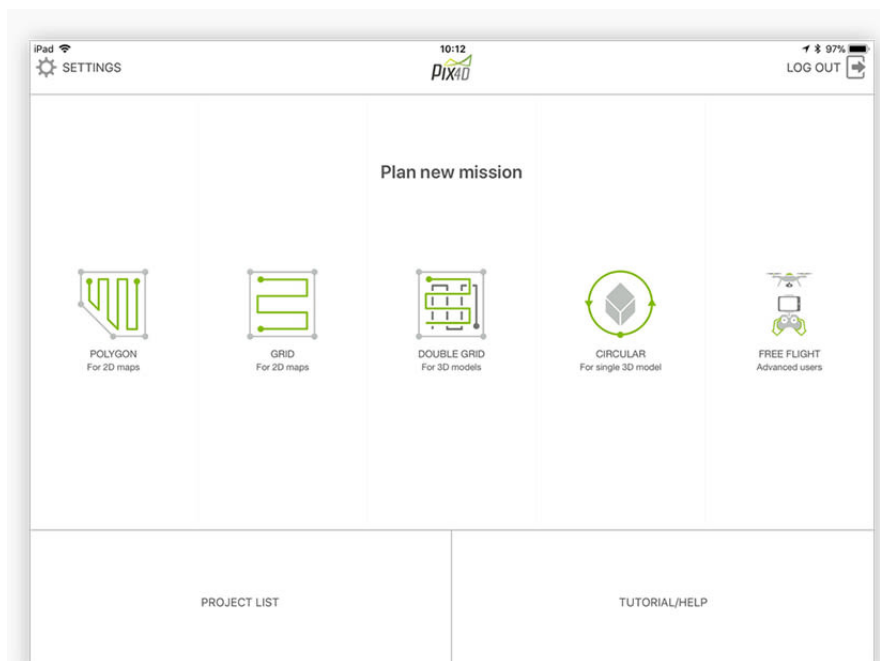 iPad 10:12 97%
SETTINGS PIX4D LOG OUT
Plan new mission
POLYGON
For 2D maps
GRID
For 2D maps
DOUBLE GRID
For 3D models
CIRCULAR
For single 3D model
FREE FLIGHT
Advanced users
PROJECT LIST
TUTORIAL/HELP